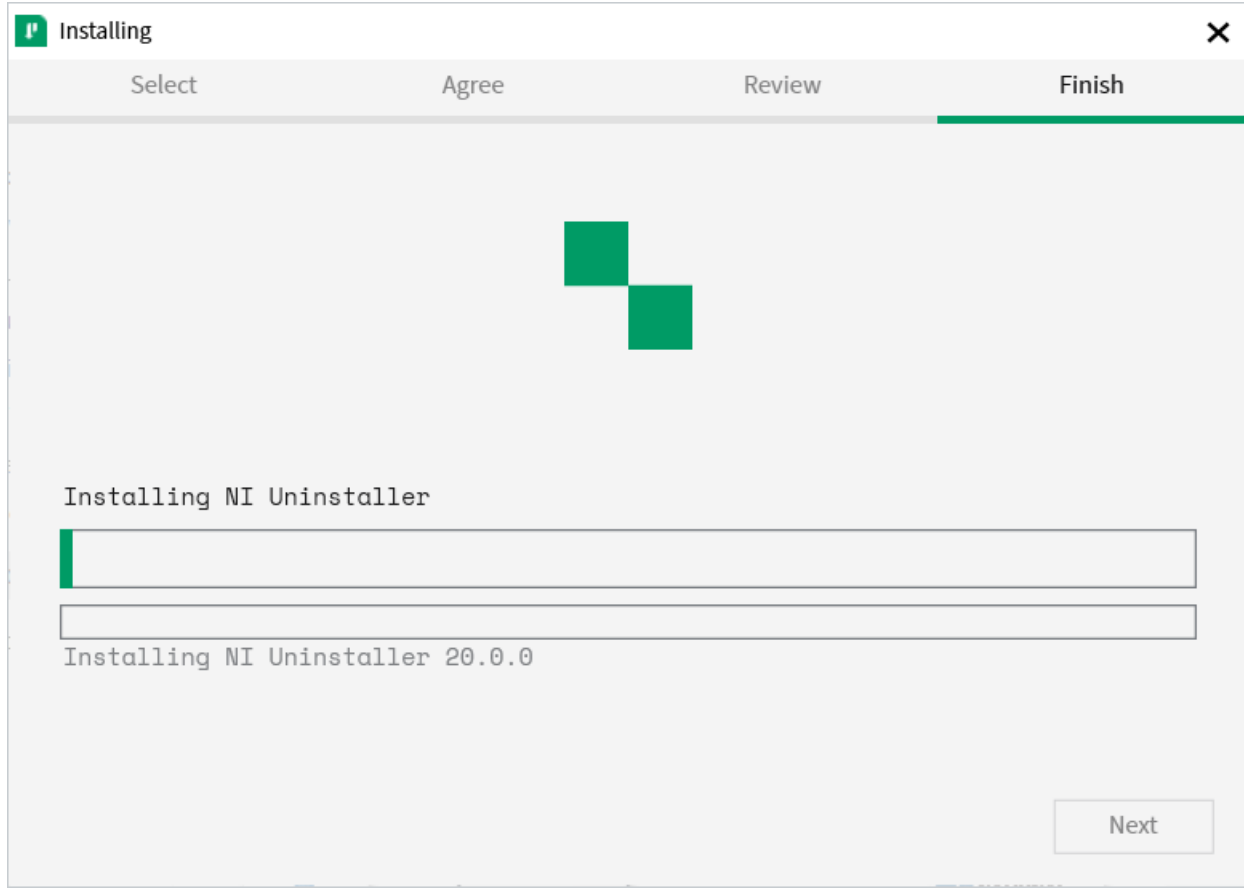 Installing
Select Agree Review Finish
Installing NI Uninstaller
Installing NI Uninstaller 20.0.0
Next